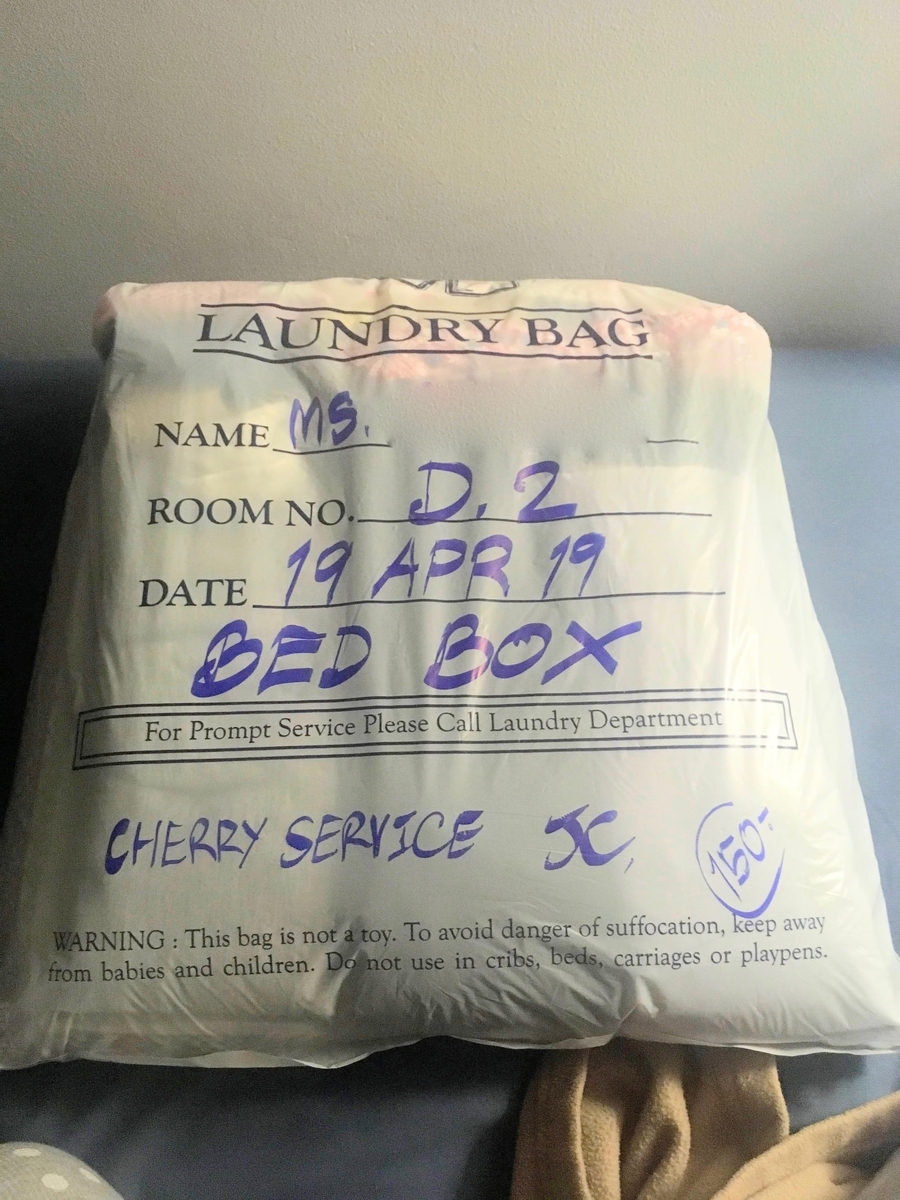 LAUNDRY BAG
NAME MS.
ROOM NO. D. 2
DATE 19 APR 19
BED BOX
For Prompt Service Please Call Laundry Department
CHERRY SERVICE JC, 150-
WARNING : This bag is not a toy. To avoid danger of suffocation, keep away
from babies and children. Do not use in cribs, beds, carriages or playpens.